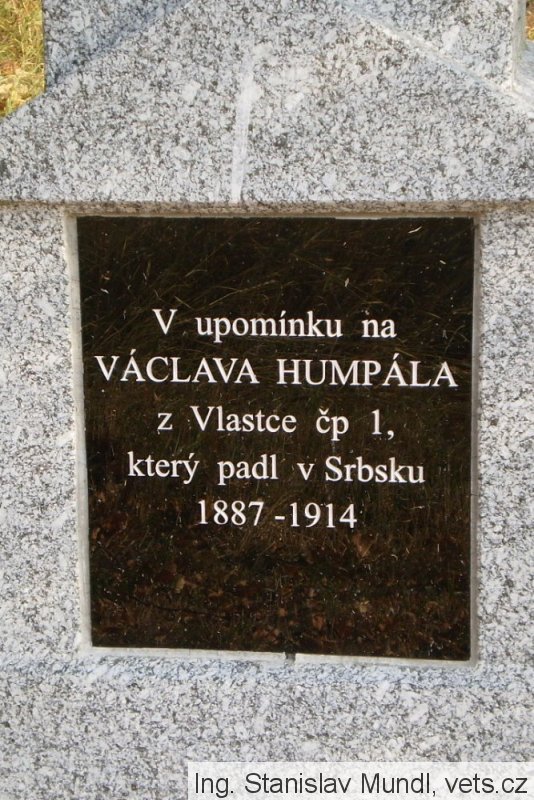 V upomínku na
VÁCLAVA HUMPÁLA
z Vlastce čp 1,
který padl v Srbsku
1887 -1914
Ing. Stanislav Mundl, vets.cz